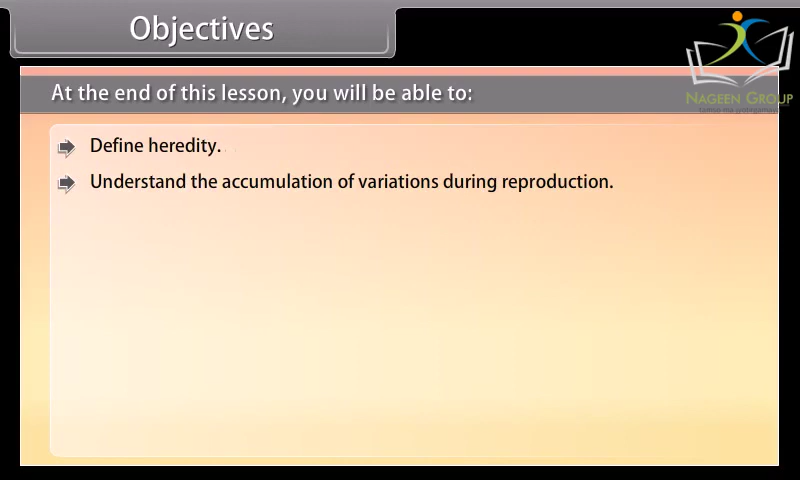 Objectives
NAGEEN GROUP
At the end of this lesson, you will be able to:
Define heredity.
Understand the accumulation of variations during reproduction.